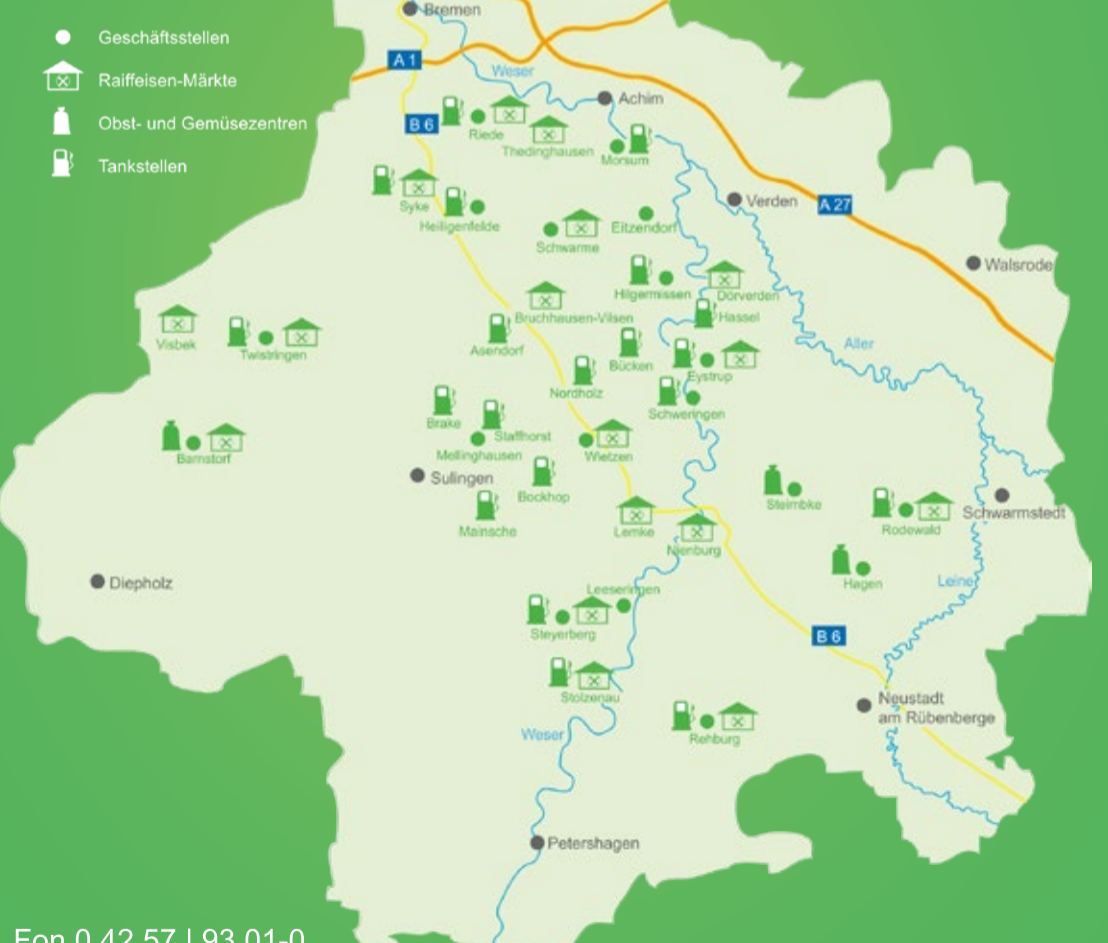 Geschäftsstellen
Raiffeisen-Märkte
Obst- und Gemüsezentren
Tankstellen
Bremen
A 1
Weser
Achim
B 6
Riede
Thedinghausen
Morsum
Verden
A 27
Syke
Heiligenfelde
Eitzendorf
Schwarme
Walsrode
Hilgermissen
Dörverden
Bruchhausen-Vilsen
Hassel
Visbek
Twistringen
Asendorf
Aller
Bücken
Eystrup
Nordholz
Schweringen
Brake
Staffhorst
Mellinghausen
Wietzen
Barnstorf
Sulingen
Bockhop
Steimbke
Schwarmstedt
Mainsche
Lemke
Rodewald
Nienburg
Diepholz
Hagen
Leine
Leeseringen
Steyerberg
B 6
Stolzenau
Neustadt
am Rübenberge
Weser
Rehburg
Petershagen
Fon 0 42 57 | 93 01-0